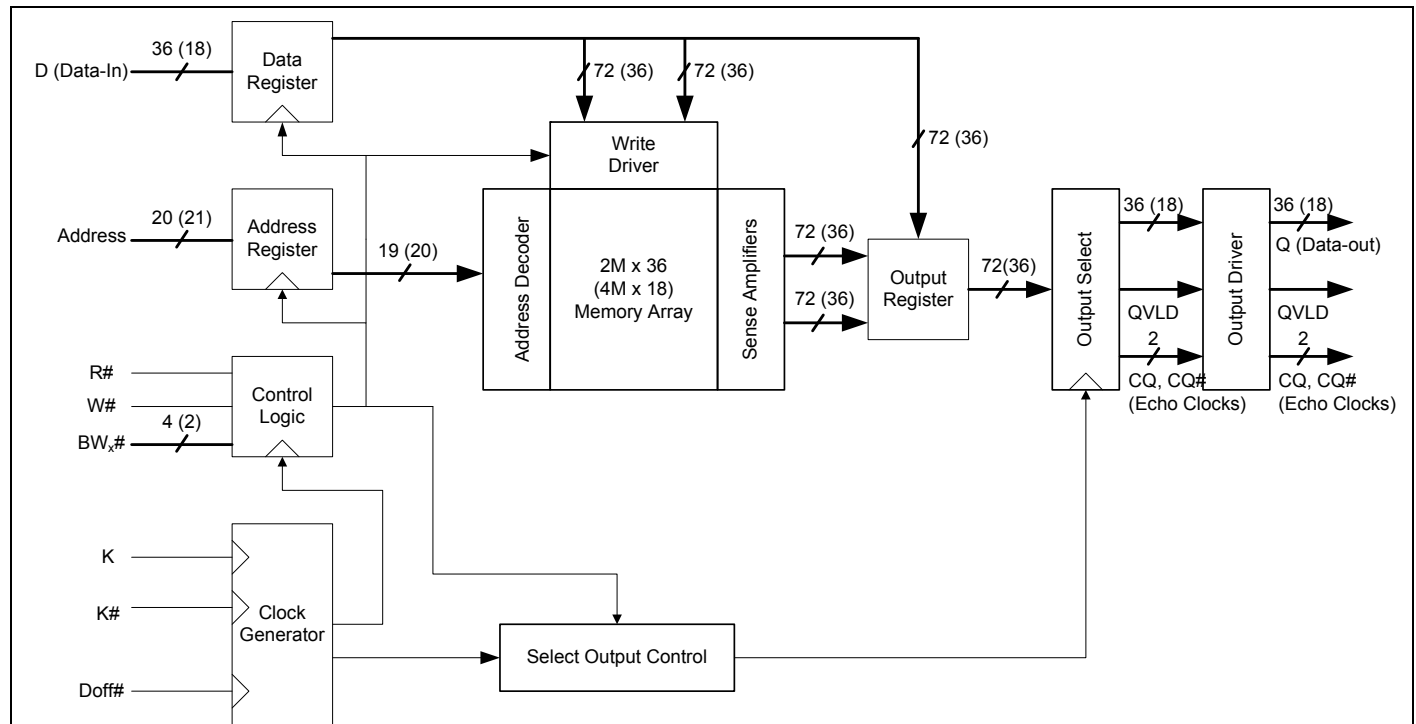 36 (18)
D (Data-In)
Data
Register
72 (36)
72 (36)
72 (36)
Write
Driver
20 (21)
Address
Address
Register
19 (20)
Address Decoder
2M x 36
(4M x 18)
Memory Array
Sense Amplifiers
72 (36)
72 (36)
Output
Register
72(36)
Output Select
36 (18)
QVLD
2
CQ, CQ#
(Echo Clocks)
Output Driver
36 (18)
Q (Data-out)
QVLD
2
CQ, CQ#
(Echo Clocks)
R#
W#
4 (2)
BWx#
Control
Logic
K
K#
Doff#
Clock
Generator
Select Output Control